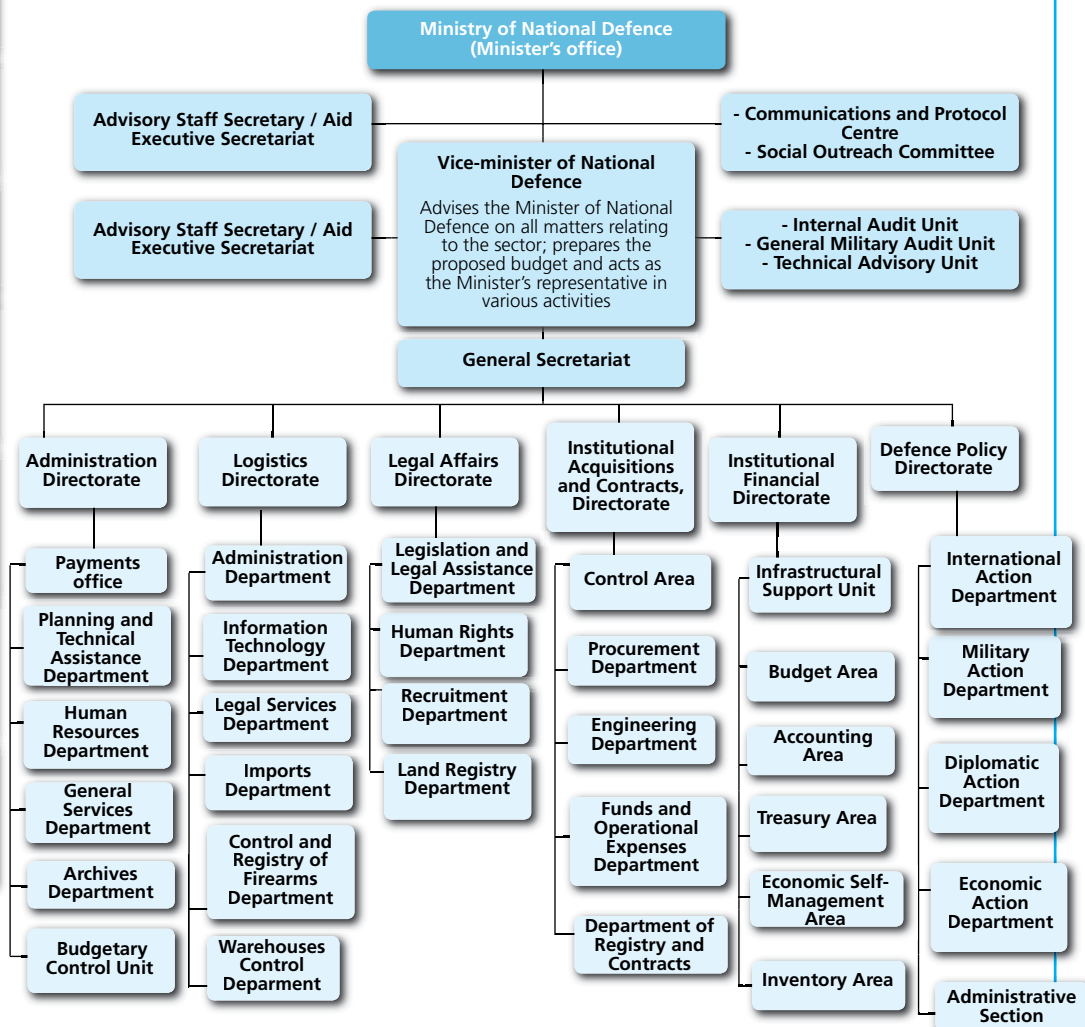 Ministry of National Defence
(Minister's office)
Advisory Staff Secretary / Aid
Executive Secretariat
- Communications and Protocol
Centre
- Social Outreach Committee
Vice-minister of National
Defence
Advises the Minister of National
Defence on all matters relating
to the sector; prepares the
proposed budget and acts as
the Minister's representative in
various activities
Advisory Staff Secretary / Aid
Executive Secretariat
- Internal Audit Unit
- General Military Audit Unit
- Technical Advisory Unit
General Secretariat
Administration
Directorate
Payments
office
Planning and
Technical
Assistance
Department
Human
Resources
Department
General
Services
Department
Archives
Department
Budgetary
Control Unit
Logistics
Directorate
Administration
Department
Information
Technology
Department
Legal Services
Department
Imports
Department
Control and
Registry of
Firearms
Department
Warehouses
Control
Deparment
Legal Affairs
Directorate
Legislation and
Legal Assistance
Department
Human Rights
Department
Recruitment
Department
Land Registry
Department
Institutional
Acquisitions
and Contracts,
Directorate
Control Area
Procurement
Department
Engineering
Department
Funds and
Operational
Expenses
Department
Department of
Registry and
Contracts
Institutional
Financial
Directorate
Infrastructural
Support Unit
Budget Area
Accounting
Area
Treasury Area
Economic Self-
Management
Area
Inventory Area
Defence Policy
Directorate
International
Action
Department
Military
Action
Department
Diplomatic
Action
Department
Economic
Action
Department
Administrative
Section